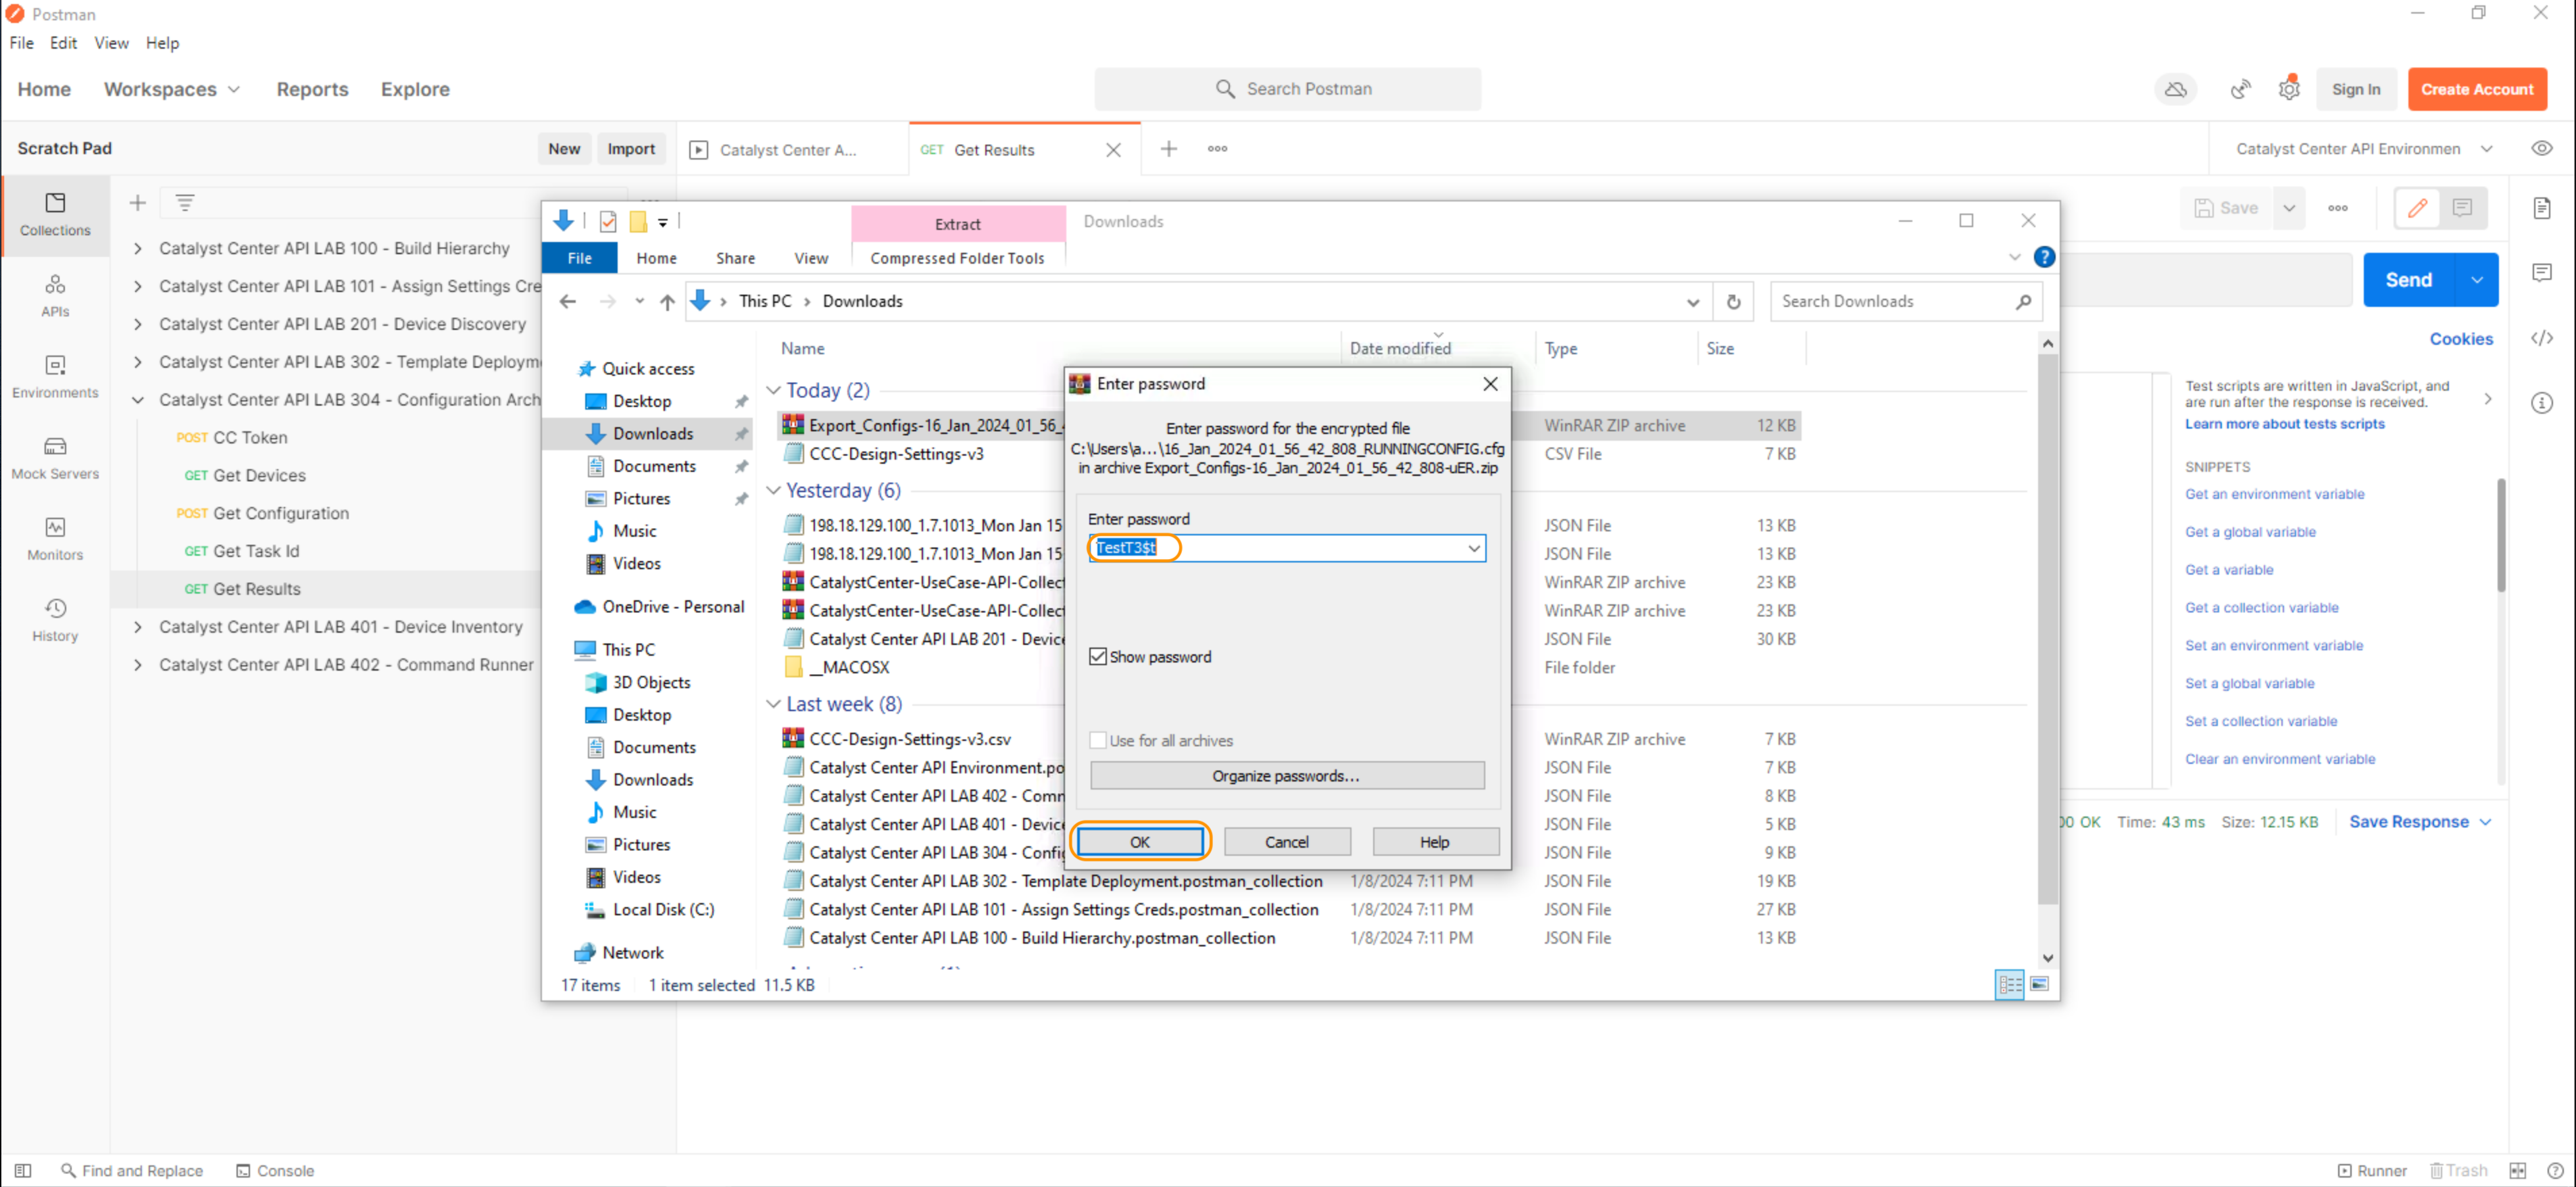 Postman
File Edit View Help
Home Workspaces Reports Explore
Search Postman
Sign In
Create Account
Scratch Pad
New
Import
Catalyst Center A...
GET Get Results
Catalyst Center API Environmen
Collections
APIs
Environments
Mock Servers
Monitors
History
Catalyst Center API LAB 100 - Build Hierarchy
Catalyst Center API LAB 101 - Assign Settings Cre
Catalyst Center API LAB 201 - Device Discovery
Catalyst Center API LAB 302 - Template Deploym
Catalyst Center API LAB 304 - Configuration Arch
POST CC Token
GET Get Devices
POST Get Configuration
GET Get Task Id
GET Get Results
Catalyst Center API LAB 401 - Device Inventory
Catalyst Center API LAB 402 - Command Runner
Save
Send
Cookies
Test scripts are written in JavaScript, and
are run after the response is received.
Learn more about tests scripts
SNIPPETS
Get an environment variable
Get a global variable
Get a variable
Get a collection variable
Set an environment variable
Set a global variable
Set a collection variable
Clear an environment variable
00 OK Time: 43 ms Size: 12.15 KB Save Response
Extract
Downloads
File Home Share View Compressed Folder Tools
This PC > Downloads
Search Downloads
Name Date modified Type Size
Quick access
Desktop
Downloads
Documents
Pictures
Music
Videos
OneDrive - Personal
This PC
3D Objects
Desktop
Documents
Downloads
Music
Pictures
Videos
Local Disk (C:)
Network
Today (2)
Export_Configs-16_Jan_2024_01_56_4 WinRAR ZIP archive 12 KB
CCC-Design-Settings-v3 CSV File 7 KB
Yesterday (6)
198.18.129.100_1.7.1013_Mon Jan 15 JSON File 13 KB
198.18.129.100_1.7.1013_Mon Jan 15 JSON File 13 KB
CatalystCenter-UseCase-API-Collect WinRAR ZIP archive 23 KB
CatalystCenter-UseCase-API-Collect WinRAR ZIP archive 23 KB
Catalyst Center API LAB 201 - Device JSON File 30 KB
__MACOSX File folder
Last week (8)
CCC-Design-Settings-v3.csv WinRAR ZIP archive 7 KB
Catalyst Center API Environment.po JSON File 7 KB
Catalyst Center API LAB 402 - Comm JSON File 8 KB
Catalyst Center API LAB 401 - Device JSON File 5 KB
Catalyst Center API LAB 304 - Config JSON File 9 KB
Catalyst Center API LAB 302 - Template Deployment.postman_collection 1/8/2024 7:11 PM JSON File 19 KB
Catalyst Center API LAB 101 - Assign Settings Creds.postman_collection 1/8/2024 7:11 PM JSON File 27 KB
Catalyst Center API LAB 100 - Build Hierarchy.postman_collection 1/8/2024 7:11 PM JSON File 13 KB
17 items 1 item selected 11.5 KB
Enter password
Enter password for the encrypted file
C:\Users\a...\16_Jan_2024_01_56_42_808_RUNNINGCONFIG.cfg
in archive Export_Configs-16_Jan_2024_01_56_42_808-uER.zip
Enter password
TestT3$t
Show password
Use for all archives
Organize passwords...
OK Cancel Help
Find and Replace Console
Runner Trash